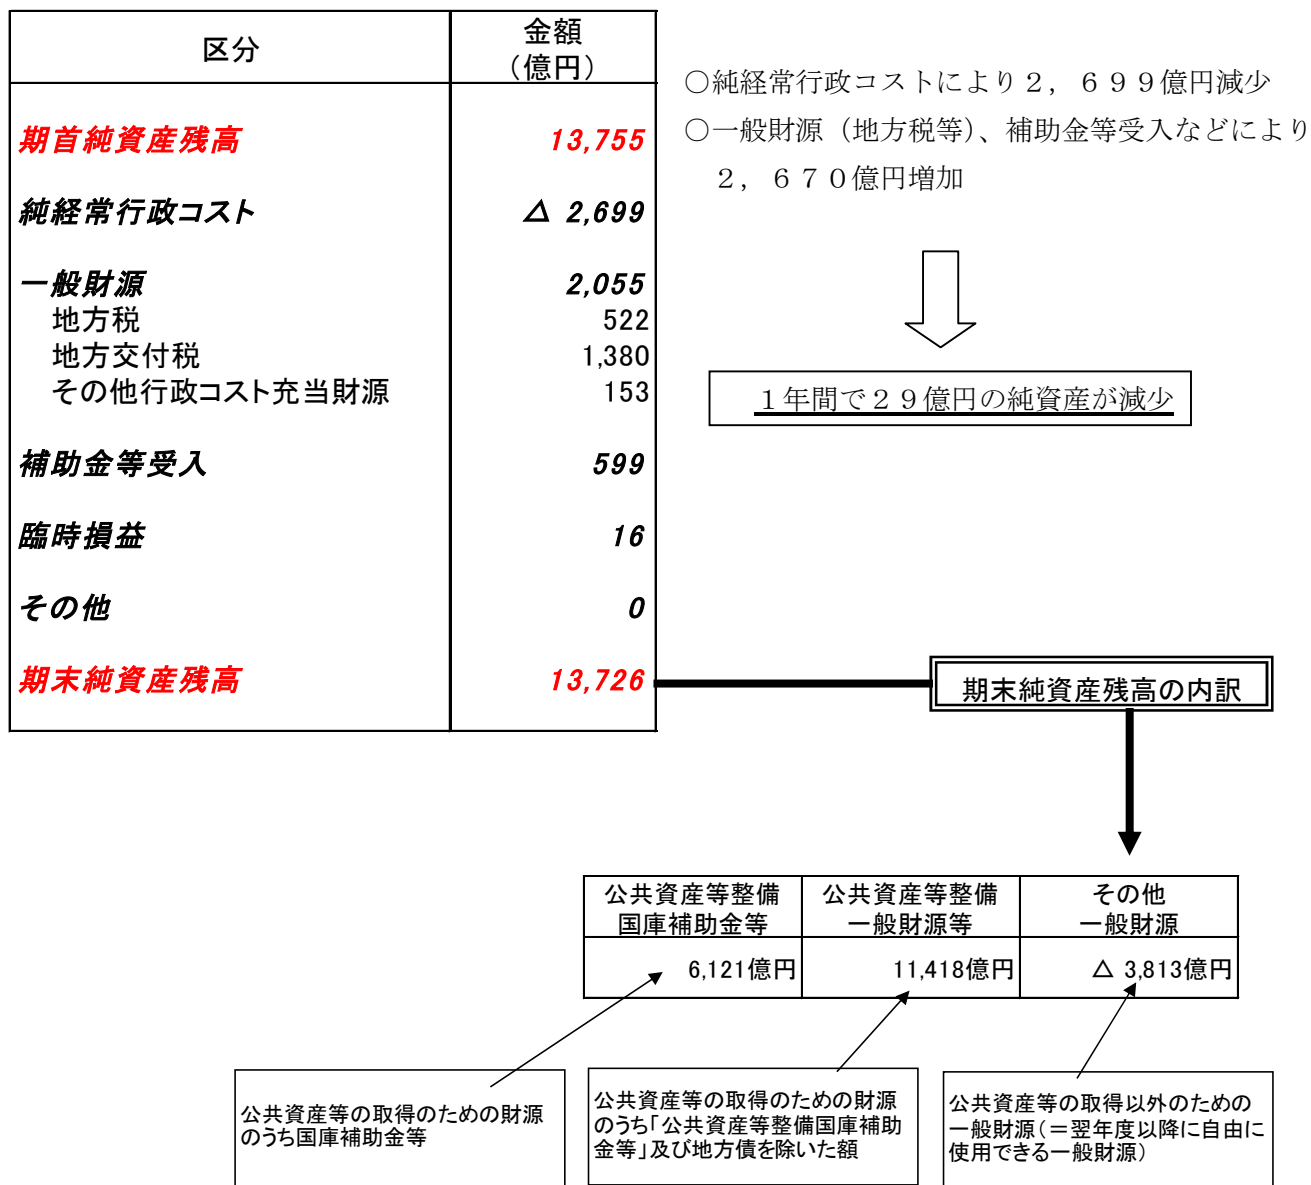 区分
金額
（億円）
期首純資産残高 13,755
純経常行政コスト △ 2,699
一般財源 2,055
地方税 522
地方交付税 1,380
その他行政コスト充当財源 153
補助金等受入 599
臨時損益 16
その他 0
期末純資産残高 13,726
○純経常行政コストにより２，６９９億円減少
○一般財源（地方税等）、補助金等受入などにより
２，６７０億円増加
１年間で２９億円の純資産が減少
期末純資産残高の内訳
公共資産等整備
国庫補助金等
公共資産等整備
一般財源等
その他
一般財源
6,121億円 11,418億円 △ 3,813億円
公共資産等の取得のための財源
のうち国庫補助金等
公共資産等の取得のための財源
のうち「公共資産等整備国庫補助
金等」及び地方債を除いた額
公共資産等の取得以外のための
一般財源（＝翌年度以降に自由に
使用できる一般財源）